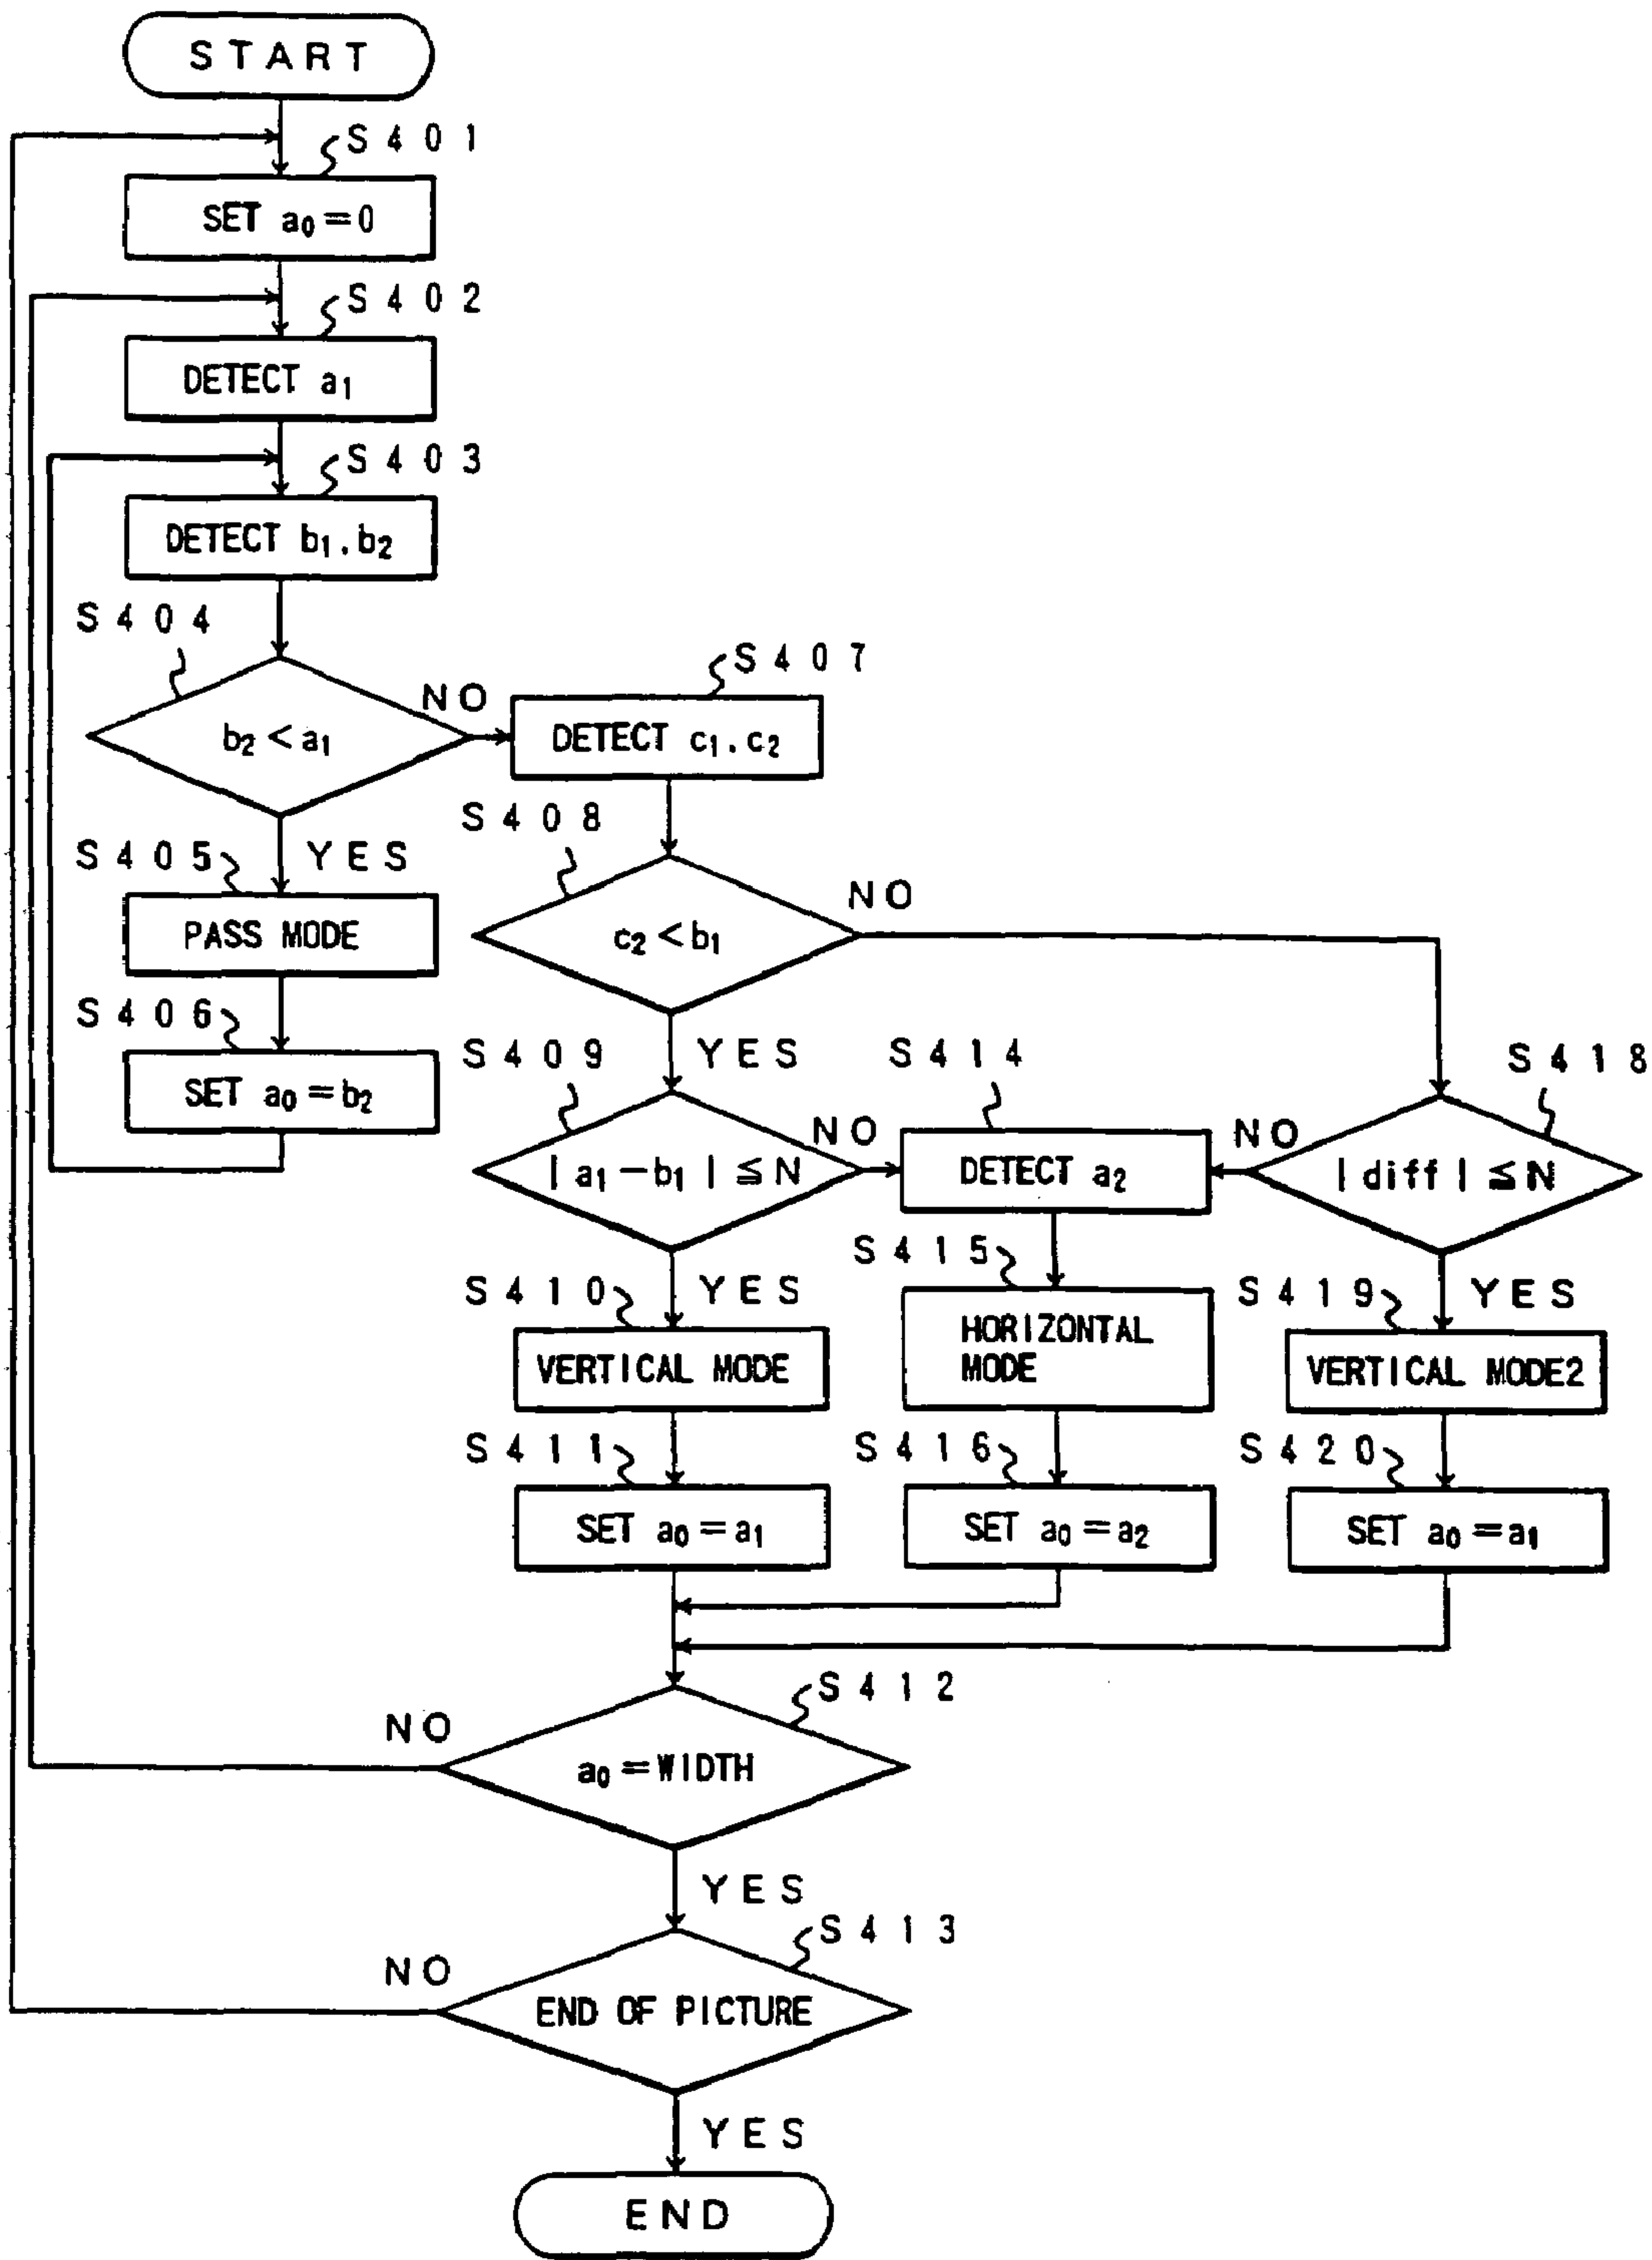 START
S401
SET a₀=0
S402
DETECT a₁
S403
DETECT b₁.b₂
S404
b₂<a₁
NO
S407
DETECT c₁.c₂
S405
YES
PASS MODE
S406
SET a₀=b₂
S408
c₂<b₁
NO
YES
S409
|a₁-b₁|≦N
NO
S414
DETECT a₂
NO
S418
|diff|≦N
S415
HORIZONTAL
MODE
S410
YES
VERTICAL MODE
S419
YES
VERTICAL MODE2
S411
SET a₀=a₁
S416
SET a₀=a₂
S420
SET a₀=a₁
S412
NO
a₀=WIDTH
YES
S413
NO
END OF PICTURE
YES
END